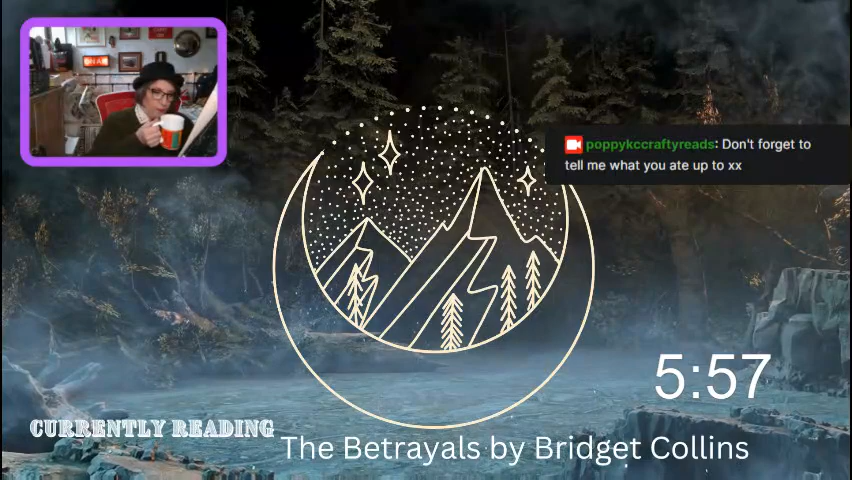 poppykccraftyreads: Don't forget to
tell me what you ate up to xx
5:57
CURRENTLY READING
The Betrayals by Bridget Collins